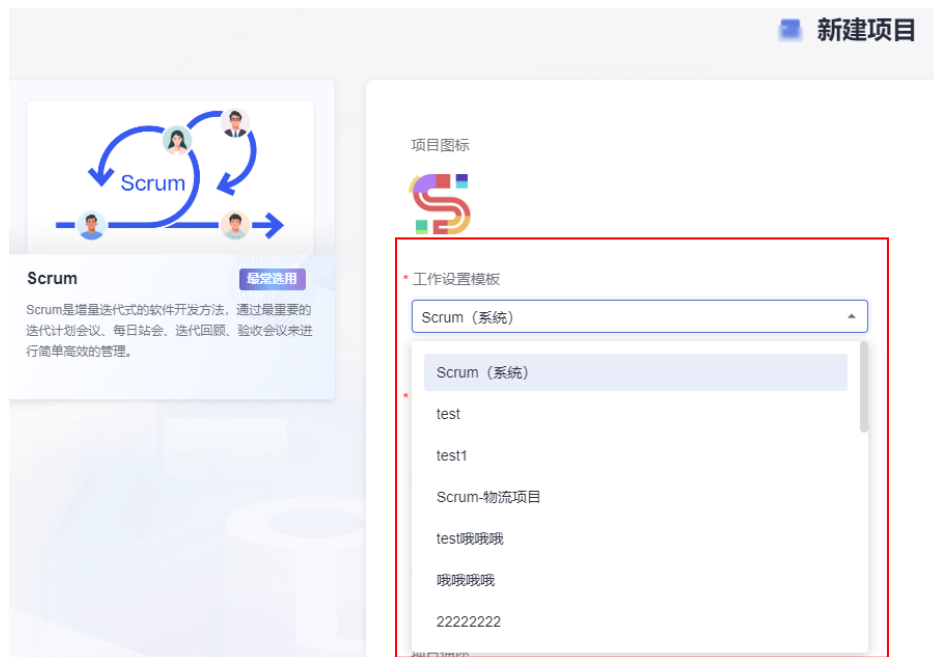 新建项目
Scrum
Scrum
最常选用
Scrum是增量迭代式的软件开发方法，通过最重要的
迭代计划会议、每日站会、迭代回顾、验收会议来进
行简单高效的管理。
项目图标
* 工作设置模板
Scrum（系统）
Scrum（系统）
*
test
test1
Scrum-物流项目
test哦哦哦
哦哦哦哦
22222222